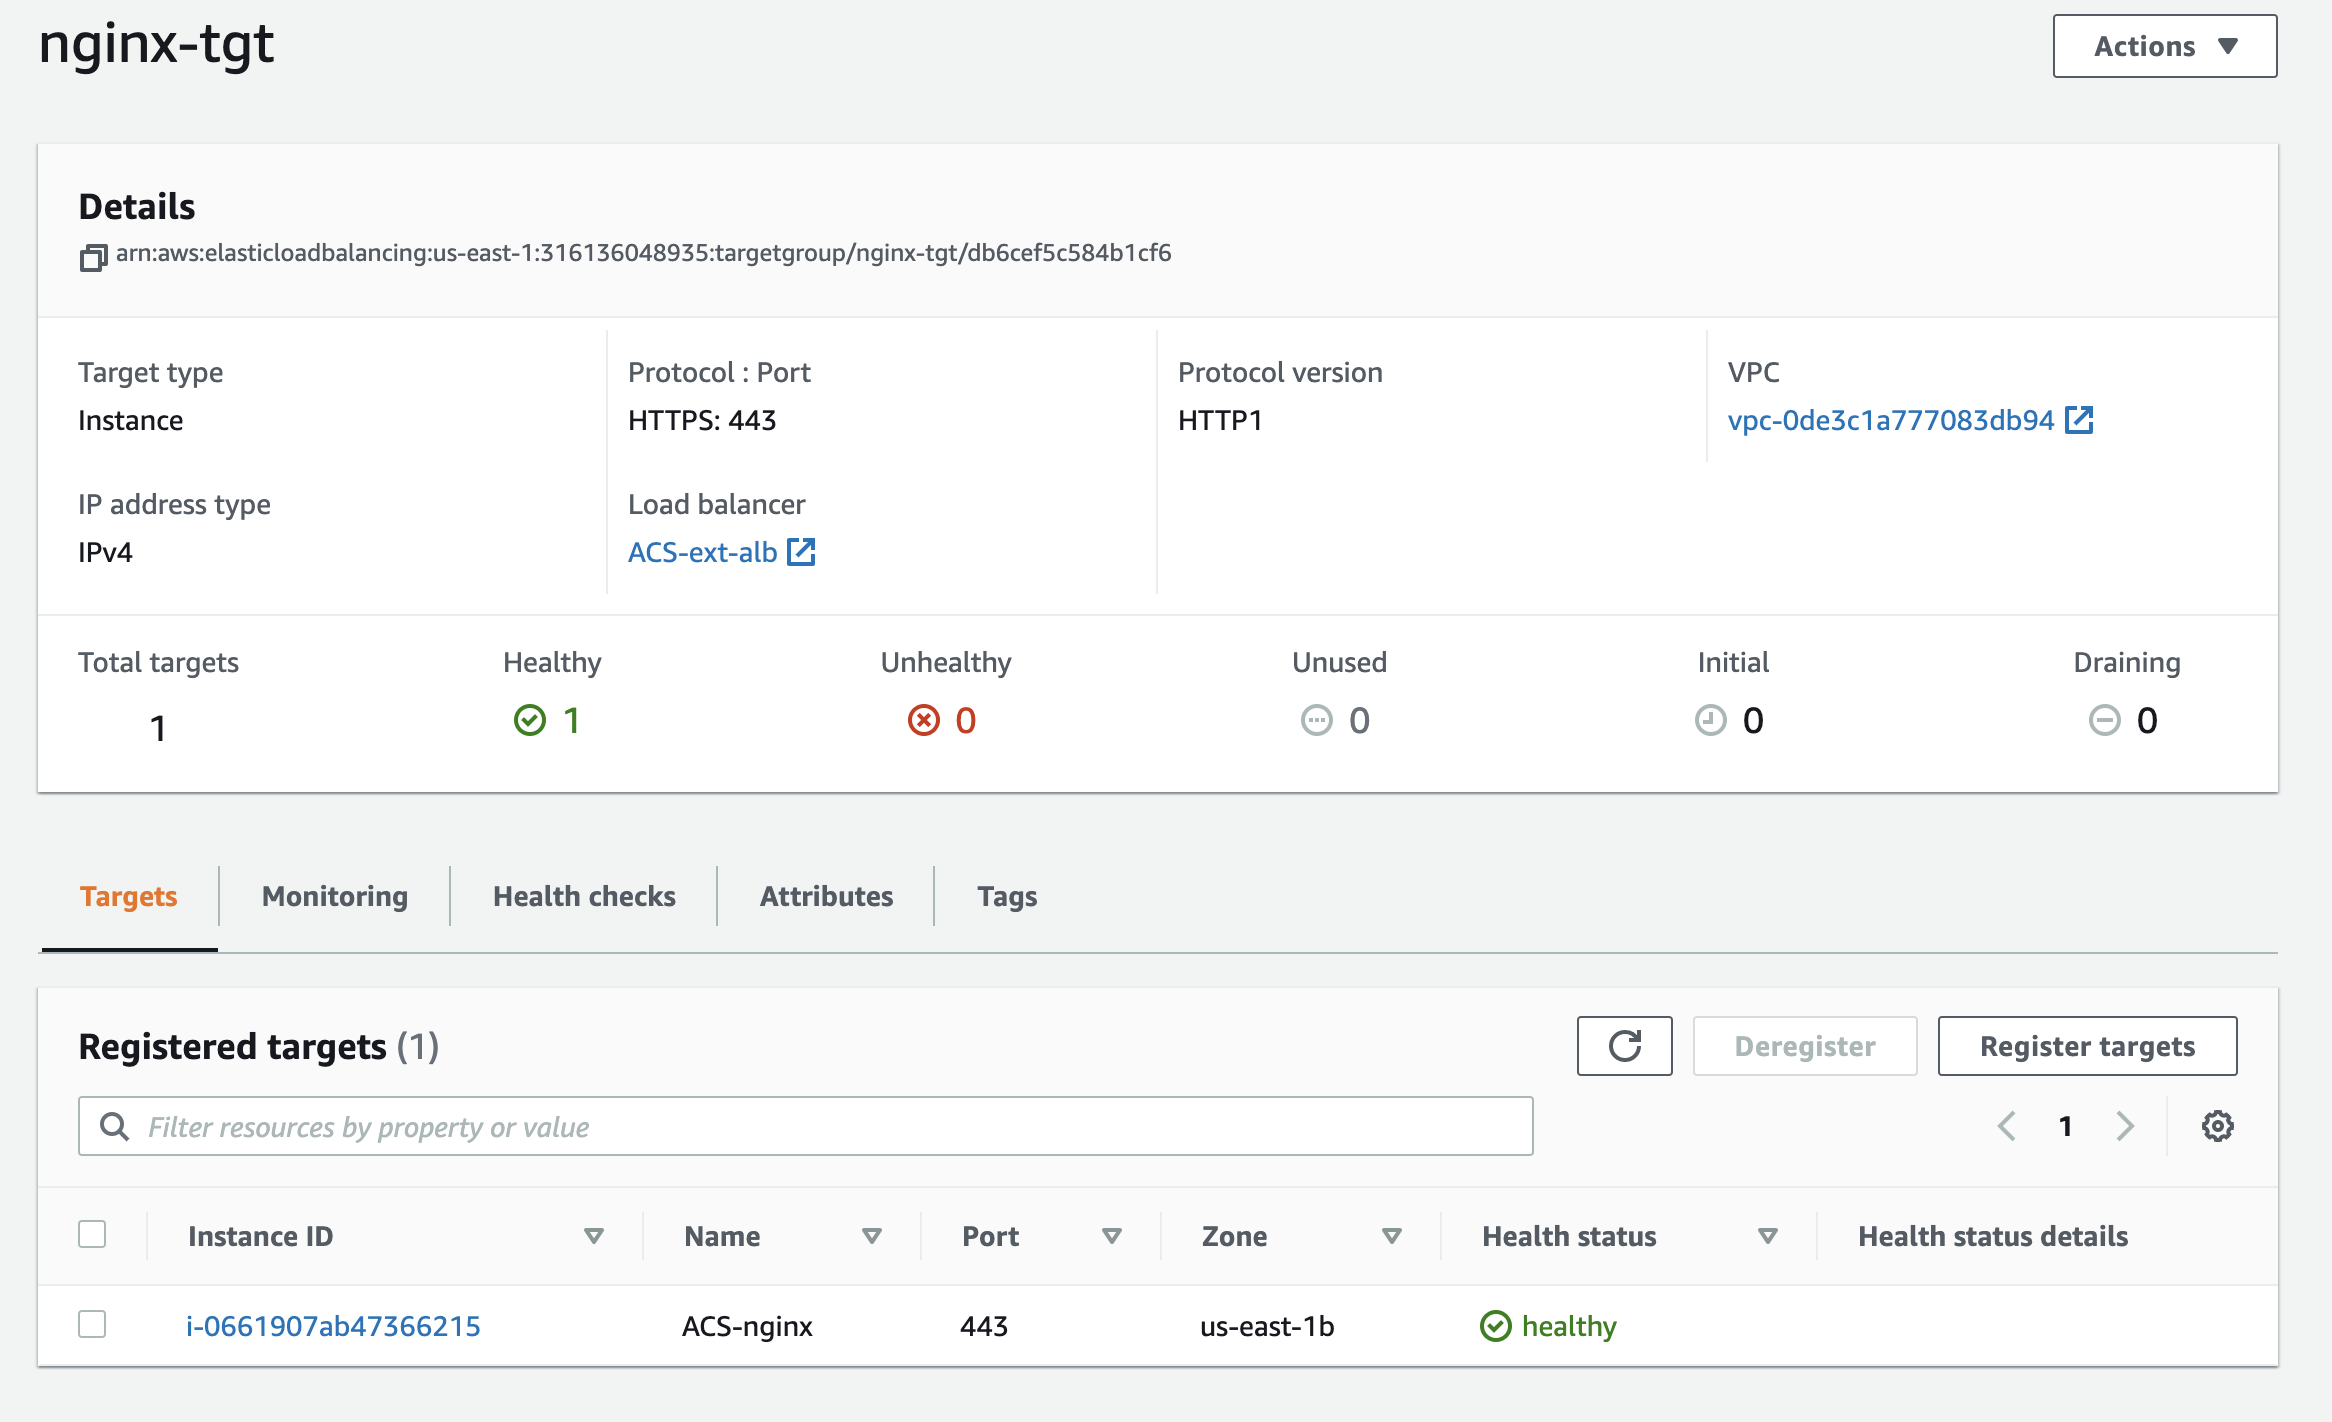 nginx-tgt
Actions
Details
arn:aws:elasticloadbalancing:us-east-1:316136048935:targetgroup/nginx-tgt/db6cef5c584b1cf6
Target type
Instance
Protocol : Port
HTTPS: 443
Protocol version
HTTP1
VPC
vpc-0de3c1a777083db94
IP address type
IPv4
Load balancer
ACS-ext-alb
Total targets
1
Healthy
1
Unhealthy
0
Unused
0
Initial
0
Draining
0
Targets
Monitoring
Health checks
Attributes
Tags
Registered targets (1)
Deregister
Register targets
Filter resources by property or value
1
Instance ID Name Port Zone Health status Health status details
i-0661907ab47366215 ACS-nginx 443 us-east-1b healthy